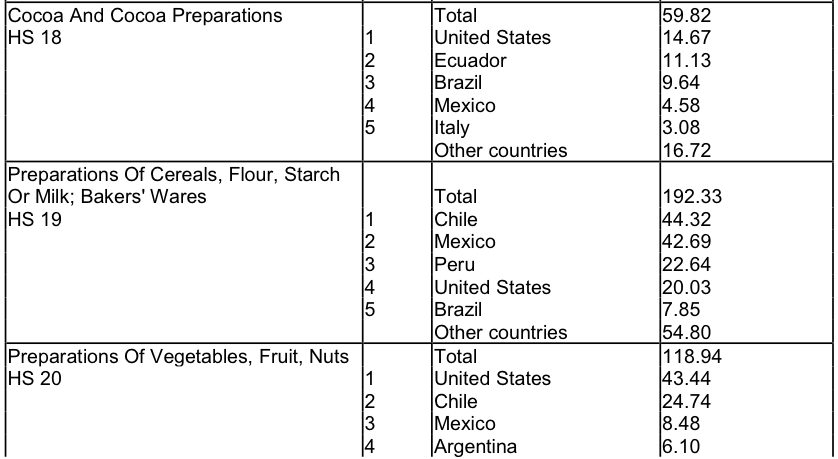 Cocoa And Cocoa Preparations Total 59.82
HS 18 1 United States 14.67
2 Ecuador 11.13
3 Brazil 9.64
4 Mexico 4.58
5 Italy 3.08
Other countries 16.72
Preparations Of Cereals, Flour, Starch
Or Milk; Bakers' Wares Total 192.33
HS 19 1 Chile 44.32
2 Mexico 42.69
3 Peru 22.64
4 United States 20.03
5 Brazil 7.85
Other countries 54.80
Preparations Of Vegetables, Fruit, Nuts Total 118.94
HS 20 1 United States 43.44
2 Chile 24.74
3 Mexico 8.48
4 Argentina 6.10